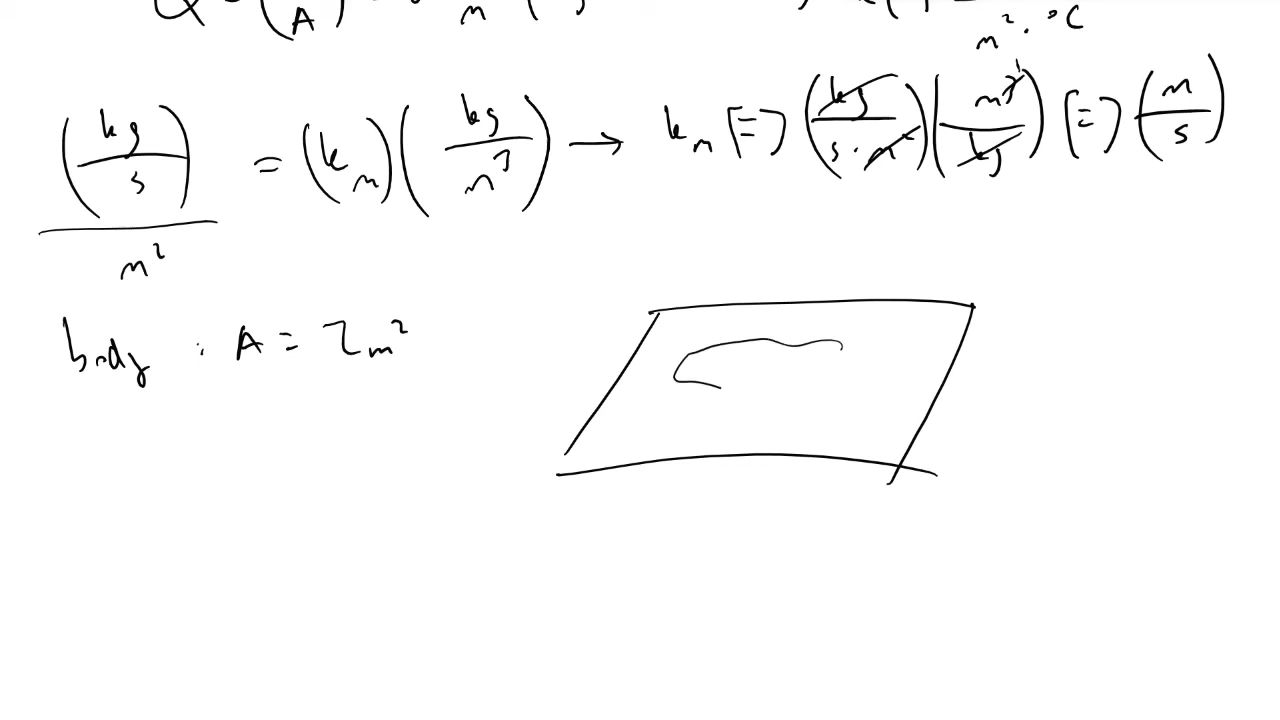 m² · °C
(kg/s)/m² = (k_m)(kg/m³) → k_m [=] (kg/s·m²)(m³/kg) [=] (m/s)
body : A = 2m²